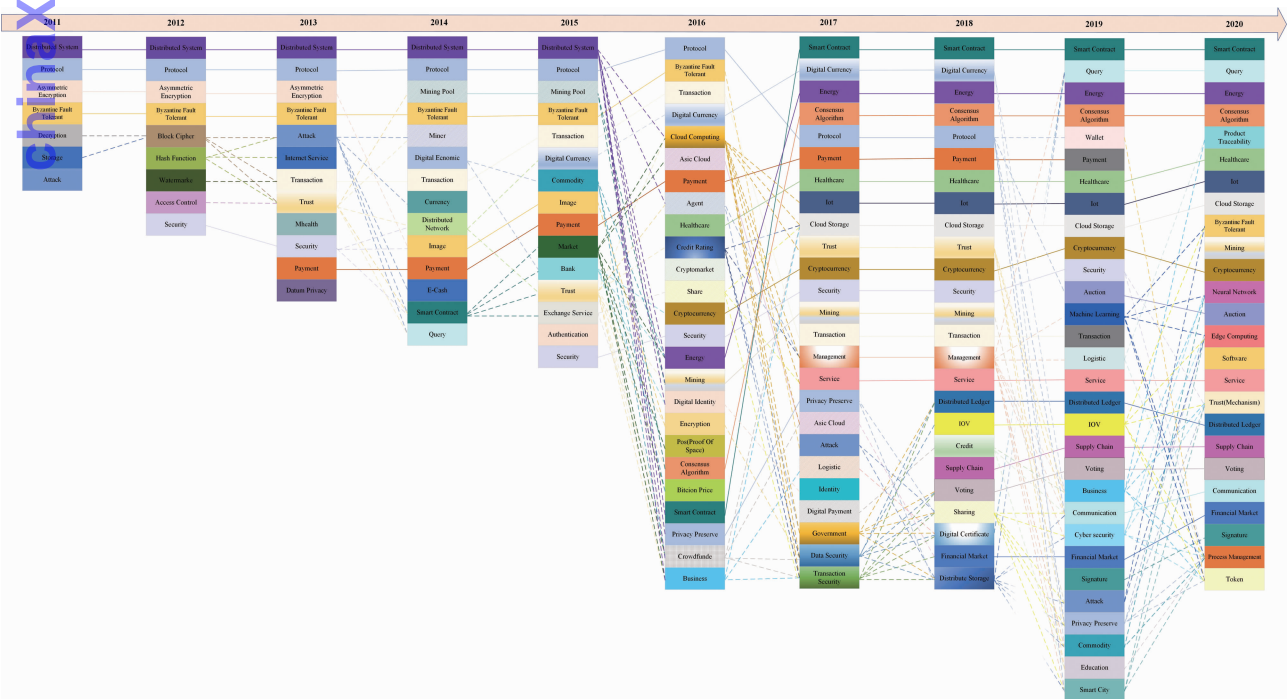 chinaX
2011
2012
2013
2014
2015
2016
2017
2018
2019
2020
Distributed System
Protocol
Asymmetric
Encryption
Byzantine Fault
Tolerant
Decryption
Storage
Attack
Distributed System
Protocol
Asymmetric
Encryption
Byzantine Fault
Tolerant
Block Cipher
Hash Function
Watermarke
Access Control
Security
Distributed System
Protocol
Asymmetric
Encryption
Byzantine Fault
Tolerant
Attack
Internet Service
Transaction
Trust
Mhealth
Security
Payment
Datum Privacy
Distributed System
Protocol
Mining Pool
Byzantine Fault
Tolerant
Miner
Digital Enomic
Transaction
Currency
Distributed
Network
Image
Payment
E-Cash
Smart Contract
Query
Distributed System
Protocol
Mining Pool
Byzantine Fault
Tolerant
Transaction
Digital Currency
Commodity
Image
Payment
Market
Bank
Trust
Exchange Service
Authentication
Security
Protocol
Byzantine Fault
Tolerant
Transaction
Digital Currency
Cloud Computing
Asic Cloud
Payment
Agent
Healthcare
Credit Rating
Cryptomarket
Share
Cryptocurrency
Security
Energy
Mining
Digital Identity
Encryption
Post(Proof Of
Space)
Consensus
Algorithm
Bitcion Price
Smart Contract
Privacy Preserve
Crowdfunde
Business
Smart Contract
Digital Currency
Energy
Consensus
Algorithm
Protocol
Payment
Healthcare
Iot
Cloud Storage
Trust
Cryptocurrency
Security
Mining
Transaction
Management
Service
Privacy Preserve
Asic Cloud
Attack
Logistic
Identity
Digital Payment
Government
Data Security
Transaction
Security
Smart Contract
Digital Currency
Energy
Consensus
Algorithm
Protocol
Payment
Healthcare
Iot
Cloud Storage
Trust
Cryptocurrency
Security
Mining
Transaction
Management
Service
Distributed Ledger
IOV
Credit
Supply Chain
Voting
Sharing
Digital Certificate
Financial Market
Distribute Storage
Smart Contract
Query
Energy
Consensus
Algorithm
Wallet
Payment
Healthcare
Iot
Cloud Storage
Cryptocurrency
Security
Auction
Machine Learning
Transaction
Logistic
Service
Distributed Ledger
IOV
Supply Chain
Voting
Business
Communication
Cyber security
Financial Market
Signature
Attack
Privacy Preserve
Commodity
Education
Smart City
Smart Contract
Query
Energy
Consensus
Algorithm
Product
Traceability
Healthcare
Iot
Cloud Storage
Byzantine Fault
Tolerant
Mining
Cryptocurrency
Neural Network
Auction
Edge Computing
Software
Service
Trust(Mechanism)
Distributed Ledger
Supply Chain
Voting
Communication
Financial Market
Signature
Process Management
Token